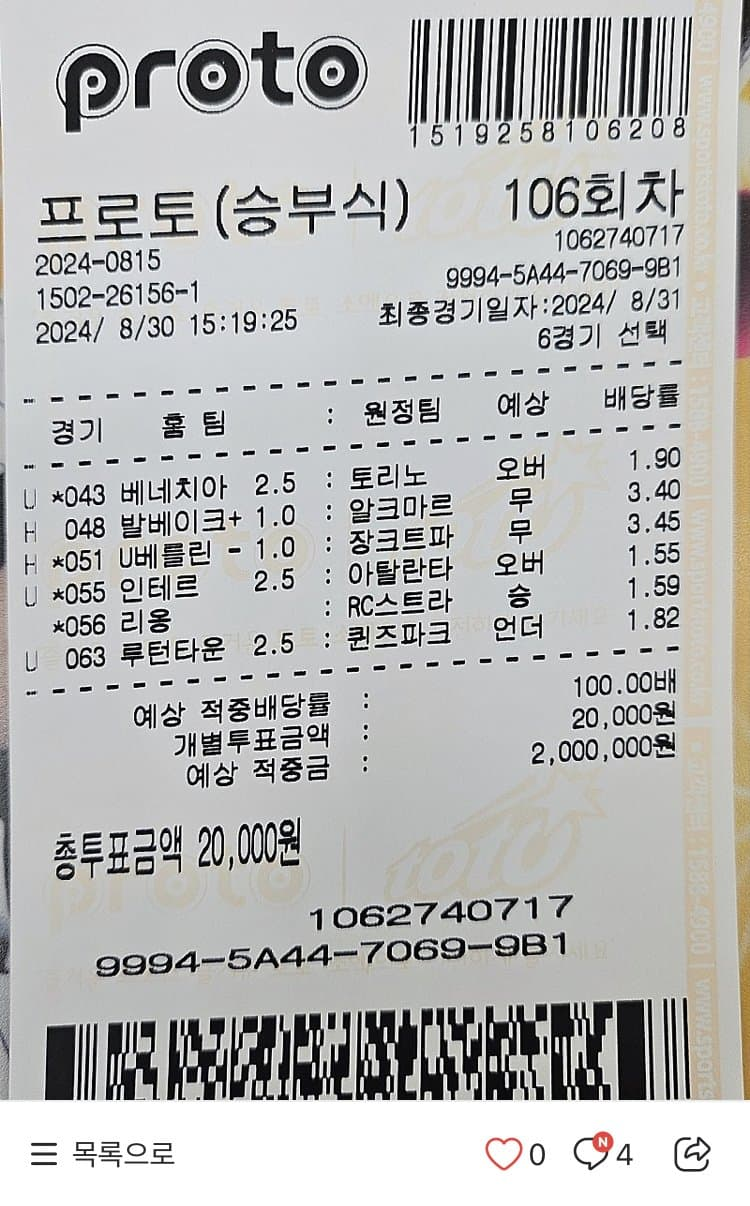 proto
1519258106208
프로토(승부식) 106회차
2024-0815 1062740717
1502-26156-1 9994-5A44-7069-9B1
2024/ 8/30 15:19:25 최종경기일자:2024/ 8/31
6경기 선택
경기 홈 팀 : 원정팀 예상 배당률
U *043 베네치아 2.5 : 토리노 오버 1.90
H 048 발베이크+ 1.0 : 알크마르 무 3.40
H *051 U베를린 - 1.0 : 장크트파 무 3.45
U *055 인테르 2.5 : 아탈란타 오버 1.55
*056 리옹 : RC스트라 승 1.59
U 063 루턴타운 2.5 : 퀸즈파크 언더 1.82
예상 적중배당률 : 100.00배
개별투표금액 : 20,000원
예상 적중금 : 2,000,000원
총투표금액 20,000원
1062740717
9994-5A44-7069-9B1
목록으로 0 N 4